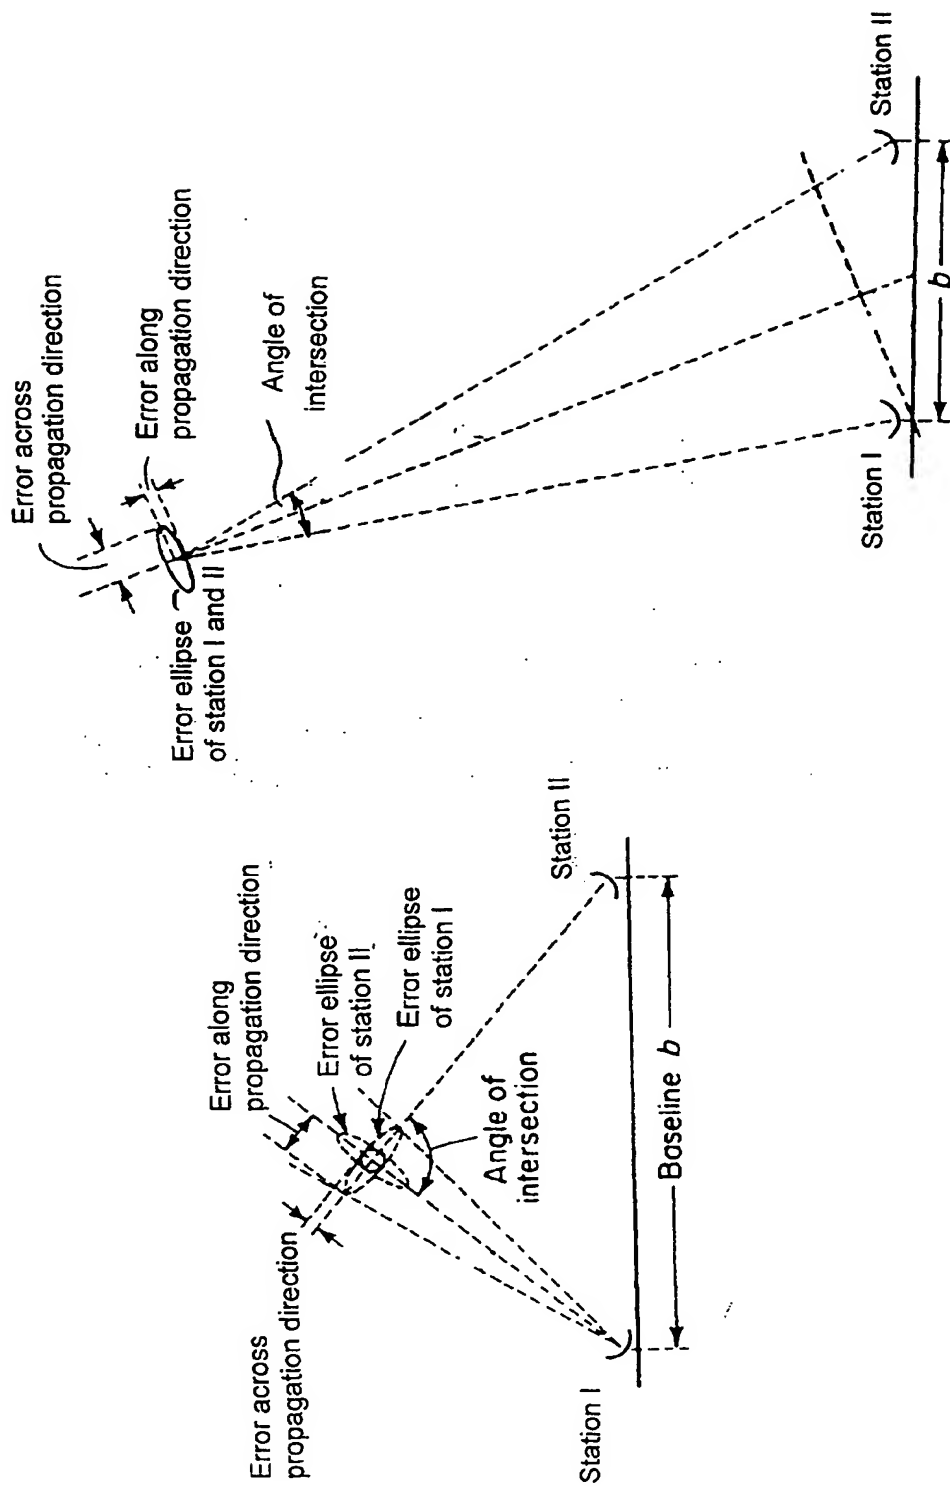 Error across
propagation direction
Error along
propagation direction
Error ellipse
of station II
Error ellipse
of station I
Angle of
intersection
Station I
Station II
Baseline b
Error across
propagation direction
Error along
propagation direction
Error ellipse
of station I and II
Angle of
intersection
Station I
Station II
b